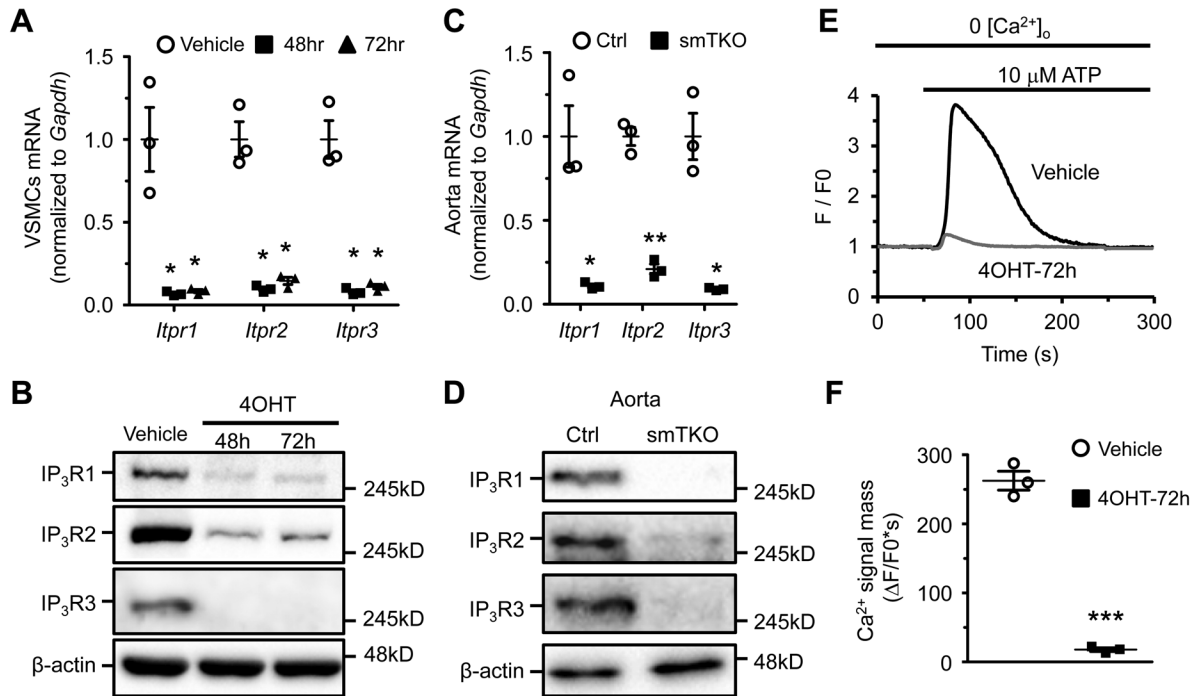 A
Vehicle 48hr 72hr
VSMCs mRNA
(normalized to Gapdh)
1.5
1.0
0.5
0.0
* * * * * *
Itpr1 Itpr2 Itpr3
C
Ctrl smTKO
Aorta mRNA
(normalized to Gapdh)
1.5
1.0
0.5
0.0
* ** *
Itpr1 Itpr2 Itpr3
E
0 [Ca²⁺]ₒ
10 μM ATP
F / F0
4
3
2
1
0
Vehicle
4OHT-72h
0 100 200 300
Time (s)
B
4OHT
Vehicle 48h 72h
IP₃R1 245kD
IP₃R2 245kD
IP₃R3 245kD
β-actin 48kD
D
Aorta
Ctrl smTKO
IP₃R1 245kD
IP₃R2 245kD
IP₃R3 245kD
β-actin 48kD
F
Vehicle
4OHT-72h
Ca²⁺ signal mass
(ΔF/F0*s)
300
200
100
0
***